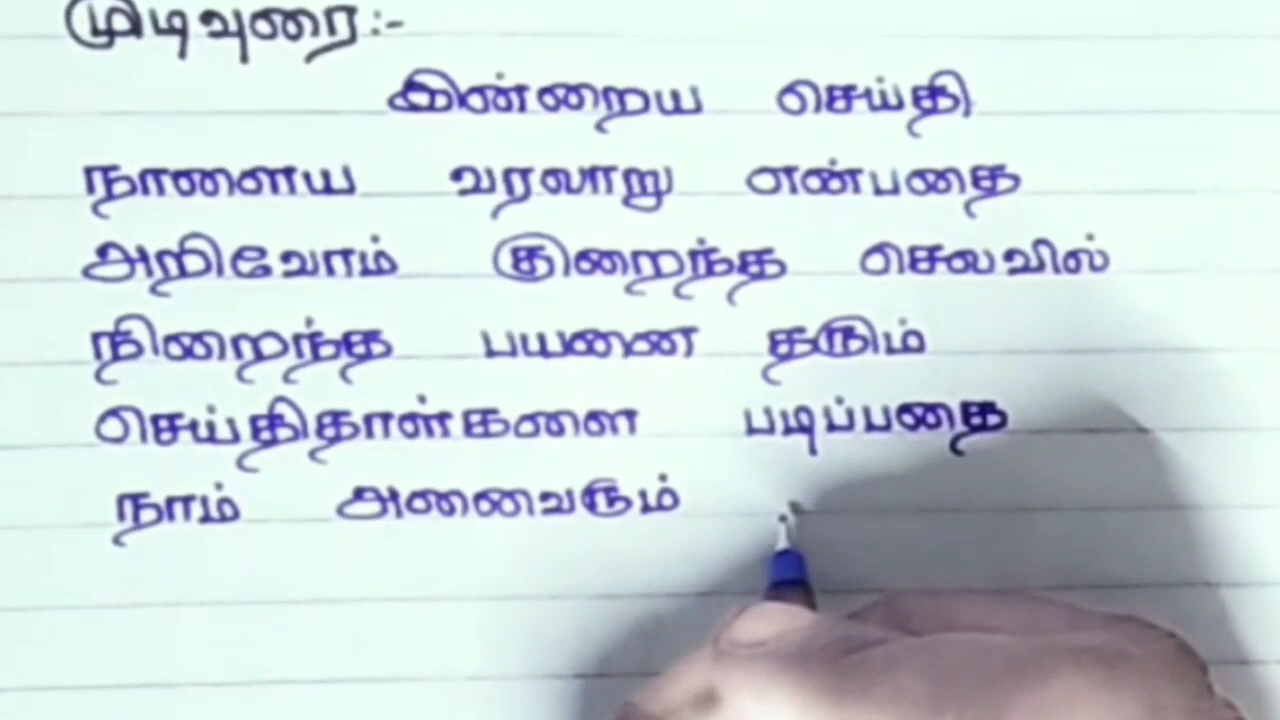 முடிவுரை:-
இன்றைய செய்தி
நாளைய வரலாறு என்பதை
அறிவோம் குறைந்த செலவில்
நிறைந்த பயனை தரும்
செய்திதாள்களை படிப்பதை
நாம் அனைவரும்